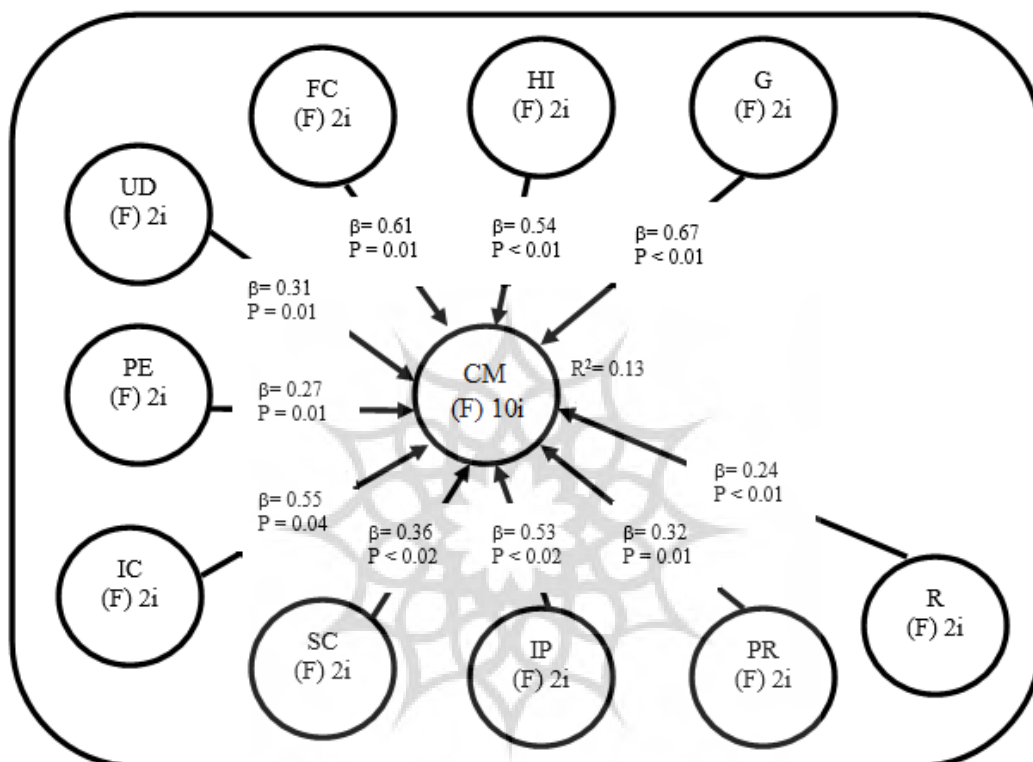 FC
(F) 2i
HI
(F) 2i
G
(F) 2i
UD
(F) 2i
β= 0.61
P = 0.01
β= 0.54
P < 0.01
β= 0.67
P < 0.01
β= 0.31
P = 0.01
PE
(F) 2i
β= 0.27
P = 0.01
CM
(F) 10i
R²= 0.13
β= 0.24
P < 0.01
β= 0.55
P = 0.04
β= 0.36
P < 0.02
β= 0.53
P < 0.02
β= 0.32
P = 0.01
IC
(F) 2i
SC
(F) 2i
IP
(F) 2i
PR
(F) 2i
R
(F) 2i